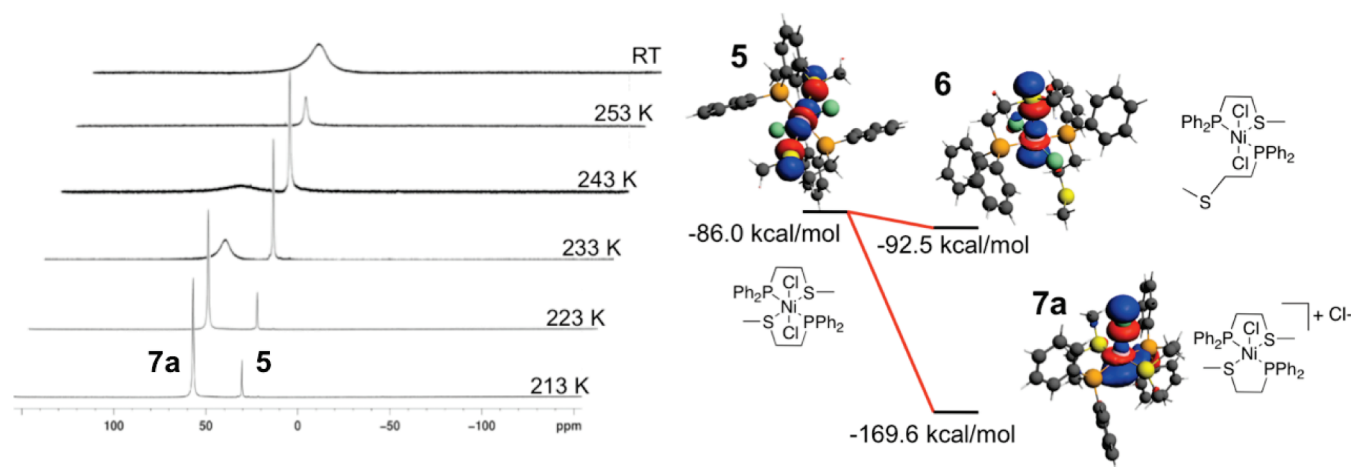 RT
253 K
243 K
233 K
223 K
7a
5
213 K
100
50
0
-50
-100
ppm
5
-86.0 kcal/mol
Cl
Ph2P
S
Ni
S
PPh2
Cl
6
-92.5 kcal/mol
Cl
Ph2P
S
Ni
Cl
PPh2
S
7a
-169.6 kcal/mol
Cl
Ph2P
S
Ni
S
PPh2
+ Cl-